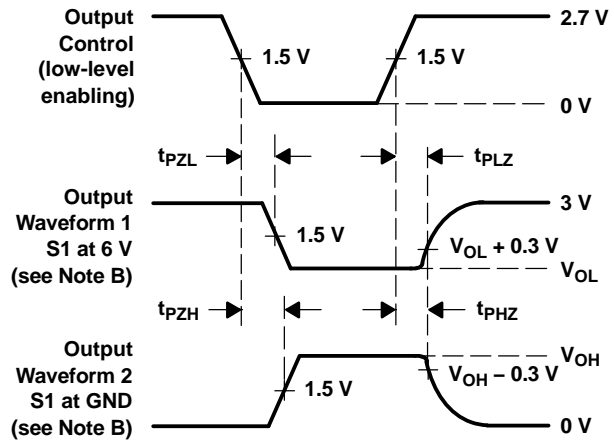 Output
Control
(low-level
enabling)
2.7 V
1.5 V
1.5 V
0 V
tPZL
tPLZ
Output
Waveform 1
S1 at 6 V
(see Note B)
3 V
1.5 V
VOL + 0.3 V
VOL
tPZH
tPHZ
Output
Waveform 2
S1 at GND
(see Note B)
VOH
1.5 V
VOH − 0.3 V
0 V